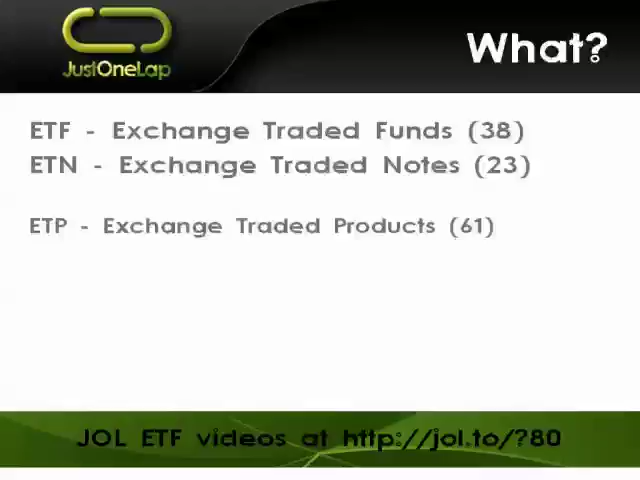 JustOneLap
What?
ETF - Exchange Traded Funds (38)
ETN - Exchange Traded Notes (23)
ETP - Exchange Traded Products (61)
JOL ETF videos at http://jol.to/?80